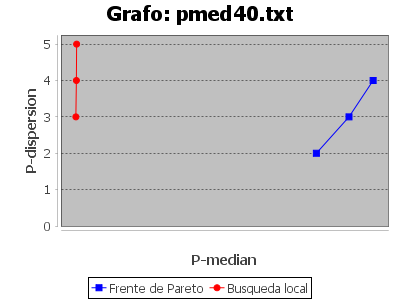 Grafo: pmed40.txt
P-dispersion
5
4
3
2
1
0
P-median
Frente de Pareto Busqueda local